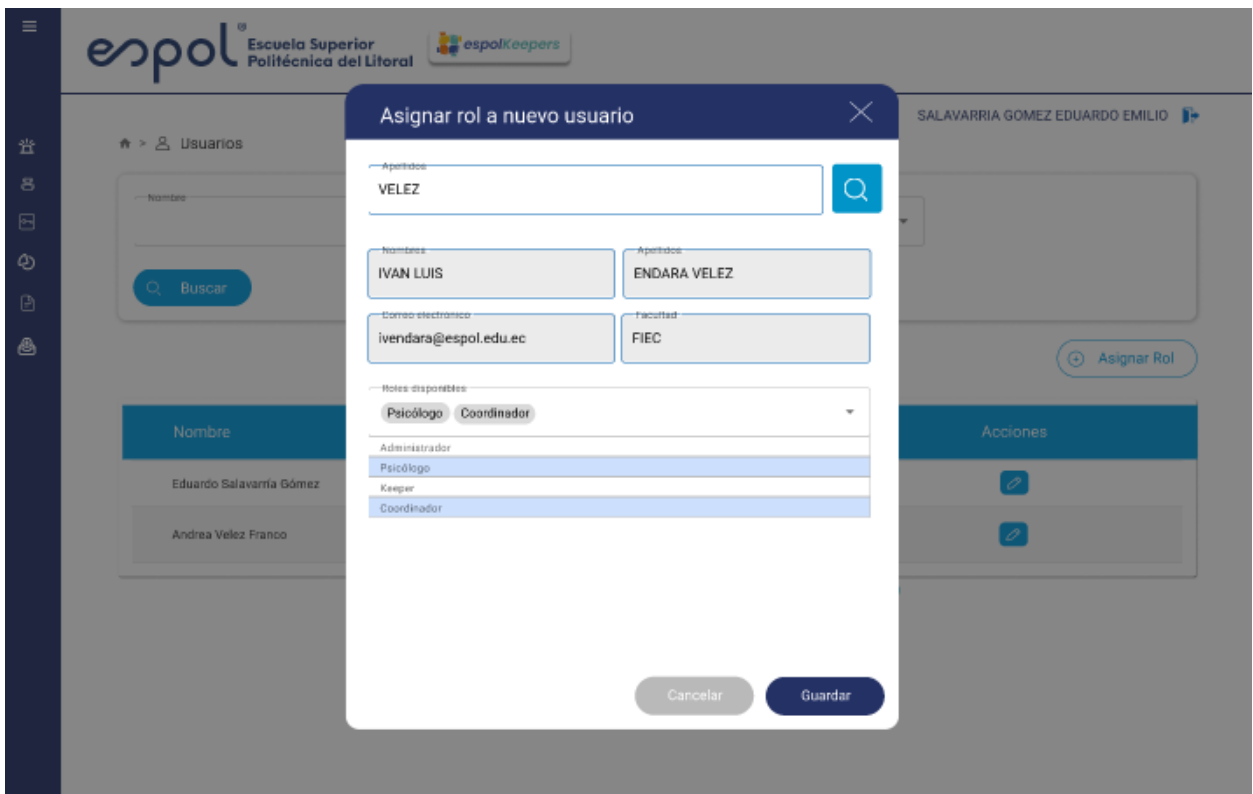 espol
Escuela Superior
Politécnica del Litoral
espolKeepers
Asignar rol a nuevo usuario
SALAVARRIA GOMEZ EDUARDO EMILIO
> Usuarios
Nombre
Apellidos
VELEZ
Nombres
IVAN LUIS
Apellidos
ENDARA VELEZ
Buscar
Correo electrónico
ivendara@espol.edu.ec
Facultad
FIEC
Asignar Rol
Roles disponibles
Psicólogo Coordinador
Administrador
Psicólogo
Keeper
Coordinador
Nombre
Acciones
Eduardo Salavarría Gómez
Andrea Velez Franco
Cancelar
Guardar